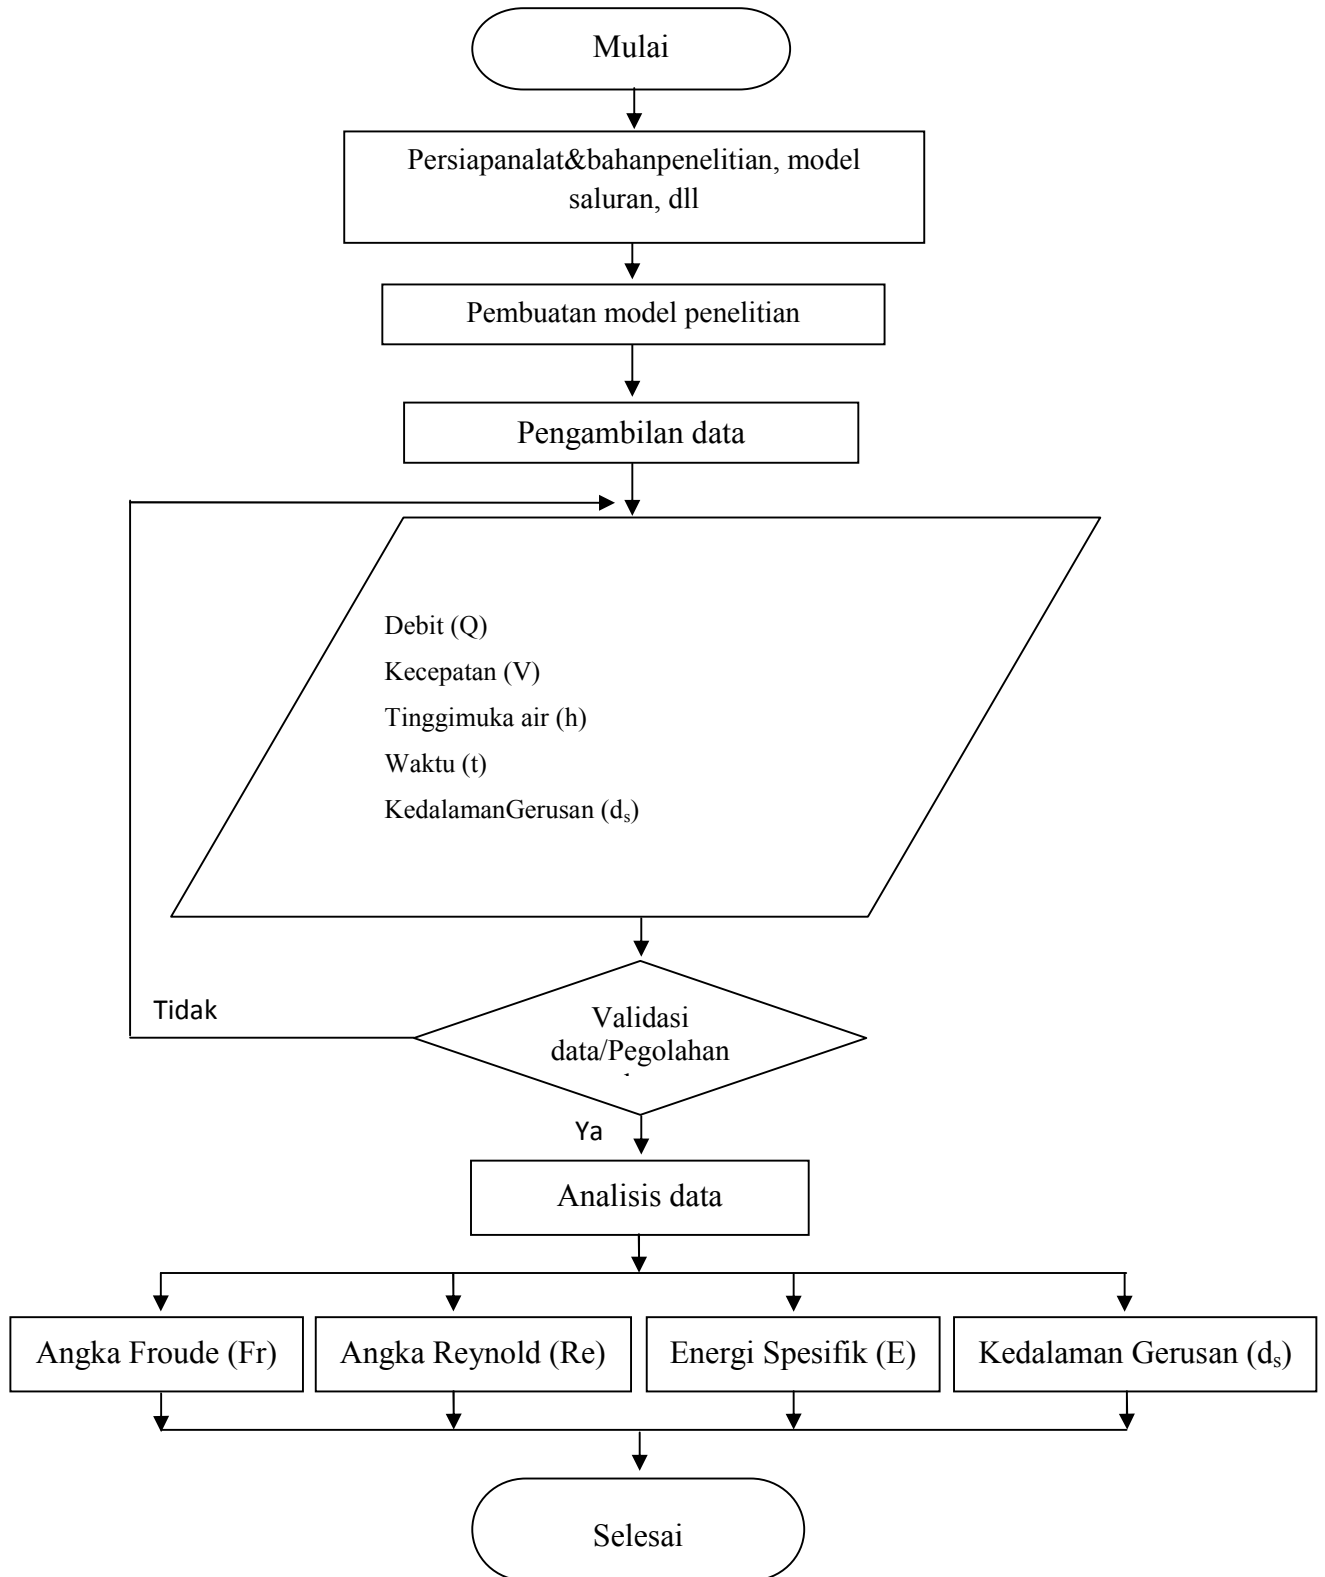 Mulai
Persiapanalat&bahanpenelitian, model
saluran, dll
Pembuatan model penelitian
Pengambilan data
Debit (Q)
Kecepatan (V)
Tinggimuka air (h)
Waktu (t)
KedalamanGerusan (dₛ)
Tidak
Validasi
data/Pegolahan
Ya
Analisis data
Angka Froude (Fr)
Angka Reynold (Re)
Energi Spesifik (E)
Kedalaman Gerusan (dₛ)
Selesai